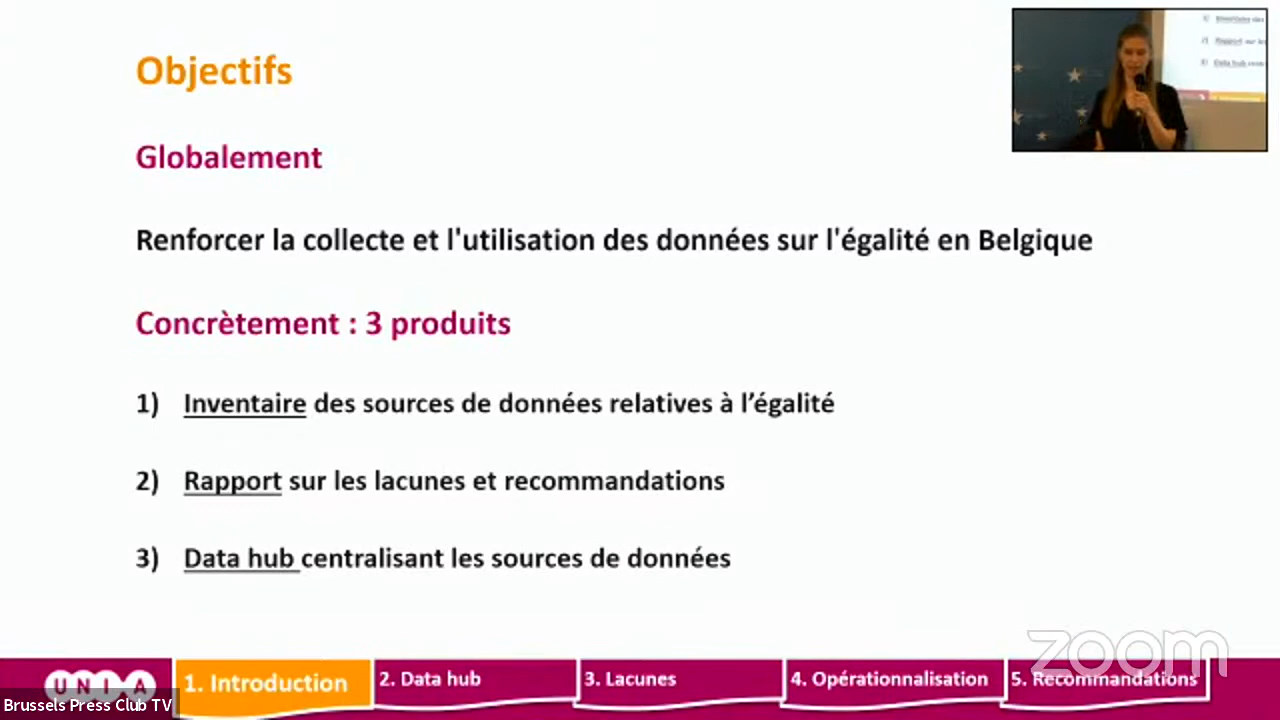 Objectifs
Globalement
Renforcer la collecte et l'utilisation des données sur l'égalité en Belgique
Concrètement : 3 produits
1) Inventaire des sources de données relatives à l’égalité
2) Rapport sur les lacunes et recommandations
3) Data hub centralisant les sources de données
zoom
UNIA
1. Introduction
2. Data hub
3. Lacunes
4. Opérationnalisation
5. Recommandations
Brussels Press Club TV